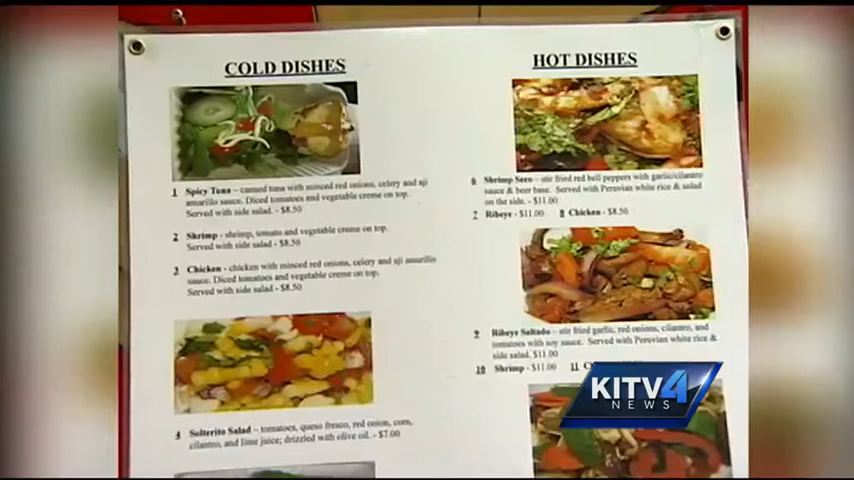 COLD DISHES
1 Spicy Tuna – canned tuna with minced red onions, celery and aji
amarillo sauce. Diced tomatoes and vegetable creme on top.
Served with side salad. - $8.50
2 Shrimp - shrimp, tomato and vegetable creme on top.
Served with side salad - $8.50
3 Chicken - chicken with minced red onions, celery and aji amarillo
sauce. Diced tomatoes and vegetable creme on top.
Served with side salad - $8.50
4 Solterito Salad – tomatoes, queso fresco, red onion, corn,
cilantro, and lime juice; drizzled with olive oil. - $7.00
HOT DISHES
6 Shrimp Seco – stir fried red bell peppers with garlic/cilantro
sauce & beer base. Served with Peruvian white rice & salad
on the side. - $11.00
7 Ribeye - $11.00 8 Chicken - $8.50
9 Ribeye Saltado – stir fried garlic, red onions, cilantro, and
tomatoes with soy sauce. Served with Peruvian white rice &
side salad. $11.00
10 Shrimp - $11.00 11
KITV4
NEWS